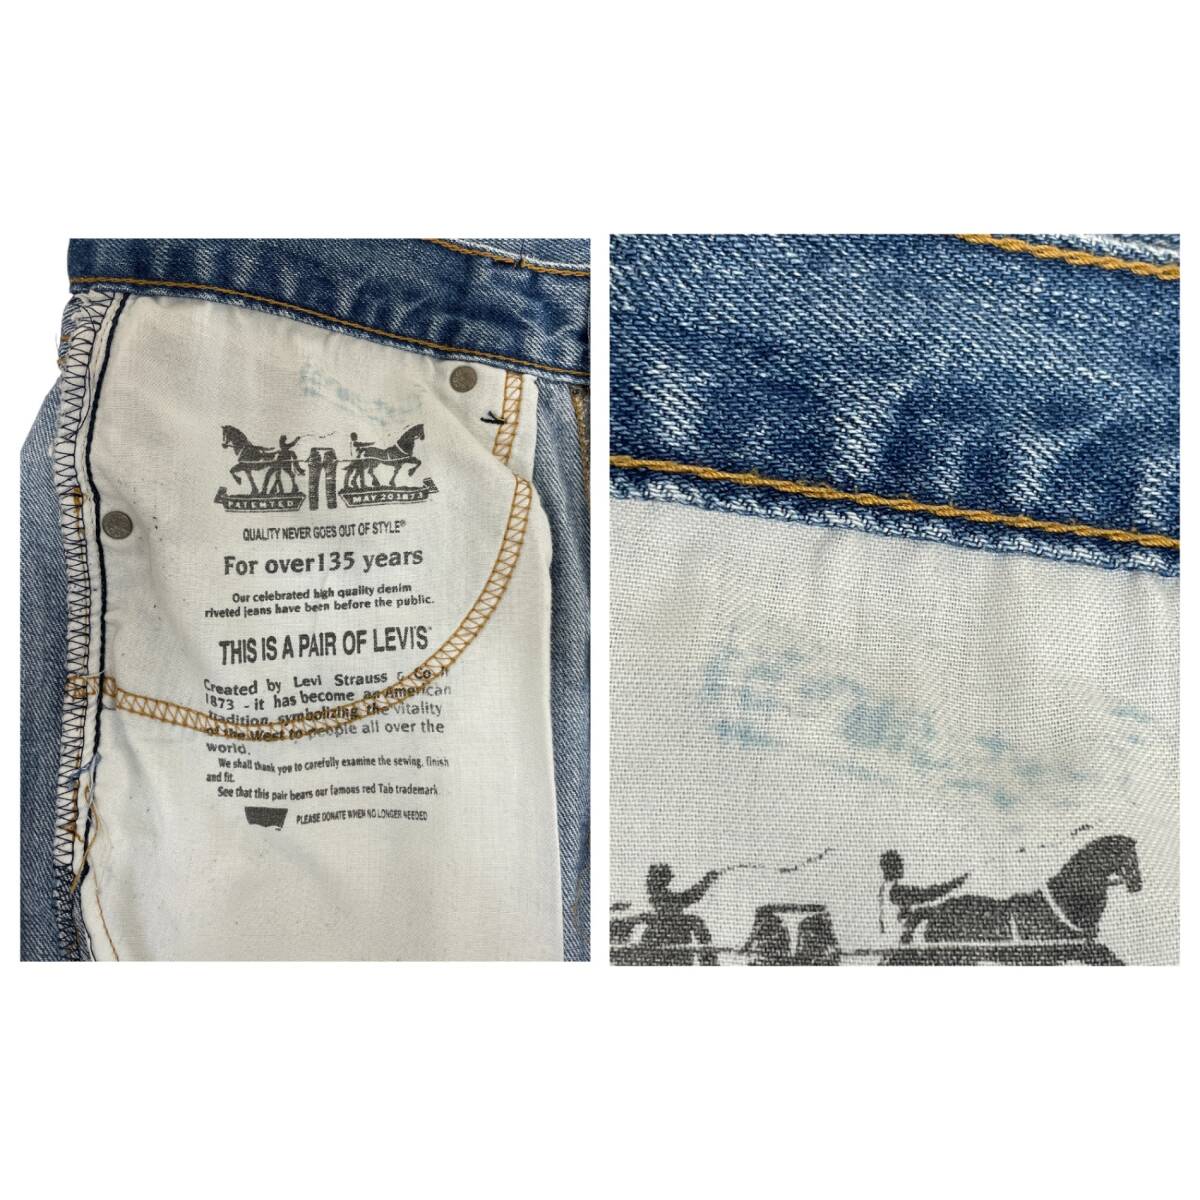 PATENTED
MAY 20 1873
QUALITY NEVER GOES OUT OF STYLE®
For over135 years
Our celebrated high quality denim
riveted jeans have been before the public.
THIS IS A PAIR OF LEVI'S™
Created by Levi Strauss & Co.
1873 - it has become an American
tradition, symbolizing the vitality
of the West to people all over the
world.
We shall thank you to carefully examine the sewing, finish
and fit.
See that this pair bears our famous red Tab trademark
PLEASE DONATE WHEN NO LONGER NEEDED